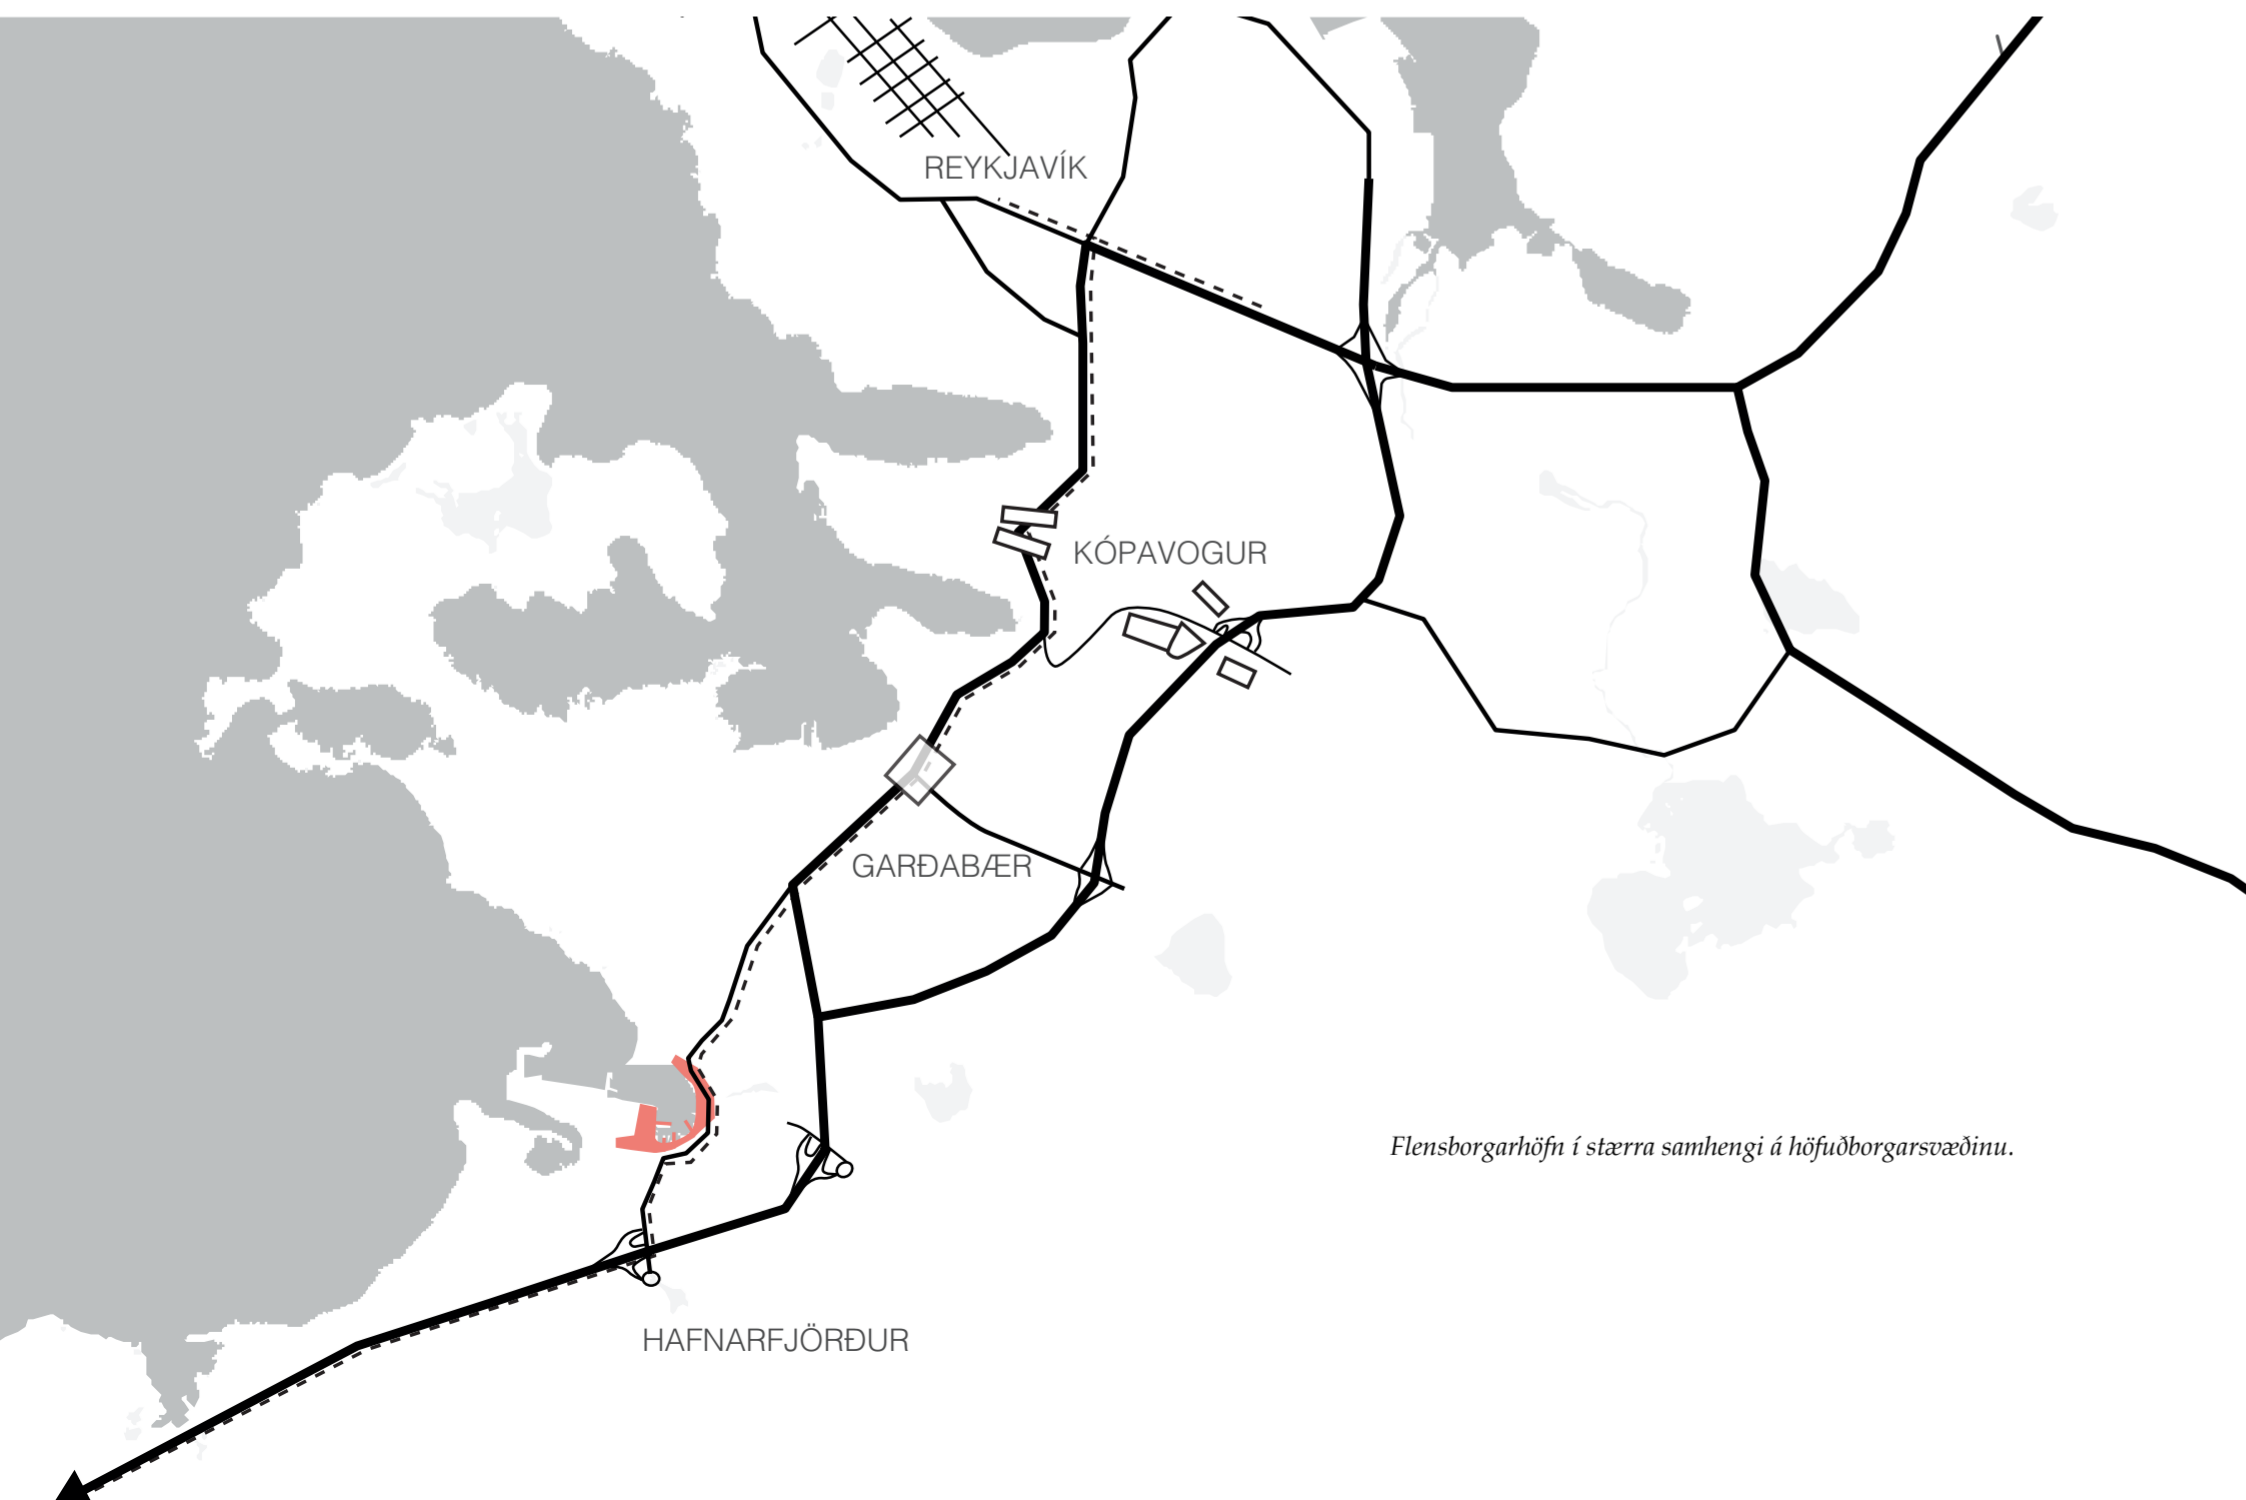 REYKJAVÍK
KÓPAVOGUR
GARÐABÆR
Flensborgarhöfn í stærra samhengi á höfuðborgarsvæðinu.
HAFNARFJÖRÐUR